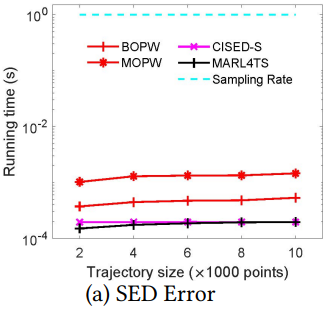 10^0
10^-2
10^-4
Running time (s)
BOPW
MOPW
CISED-S
MARL4TS
Sampling Rate
2 4 6 8 10
Trajectory size (×1000 points)
(a) SED Error